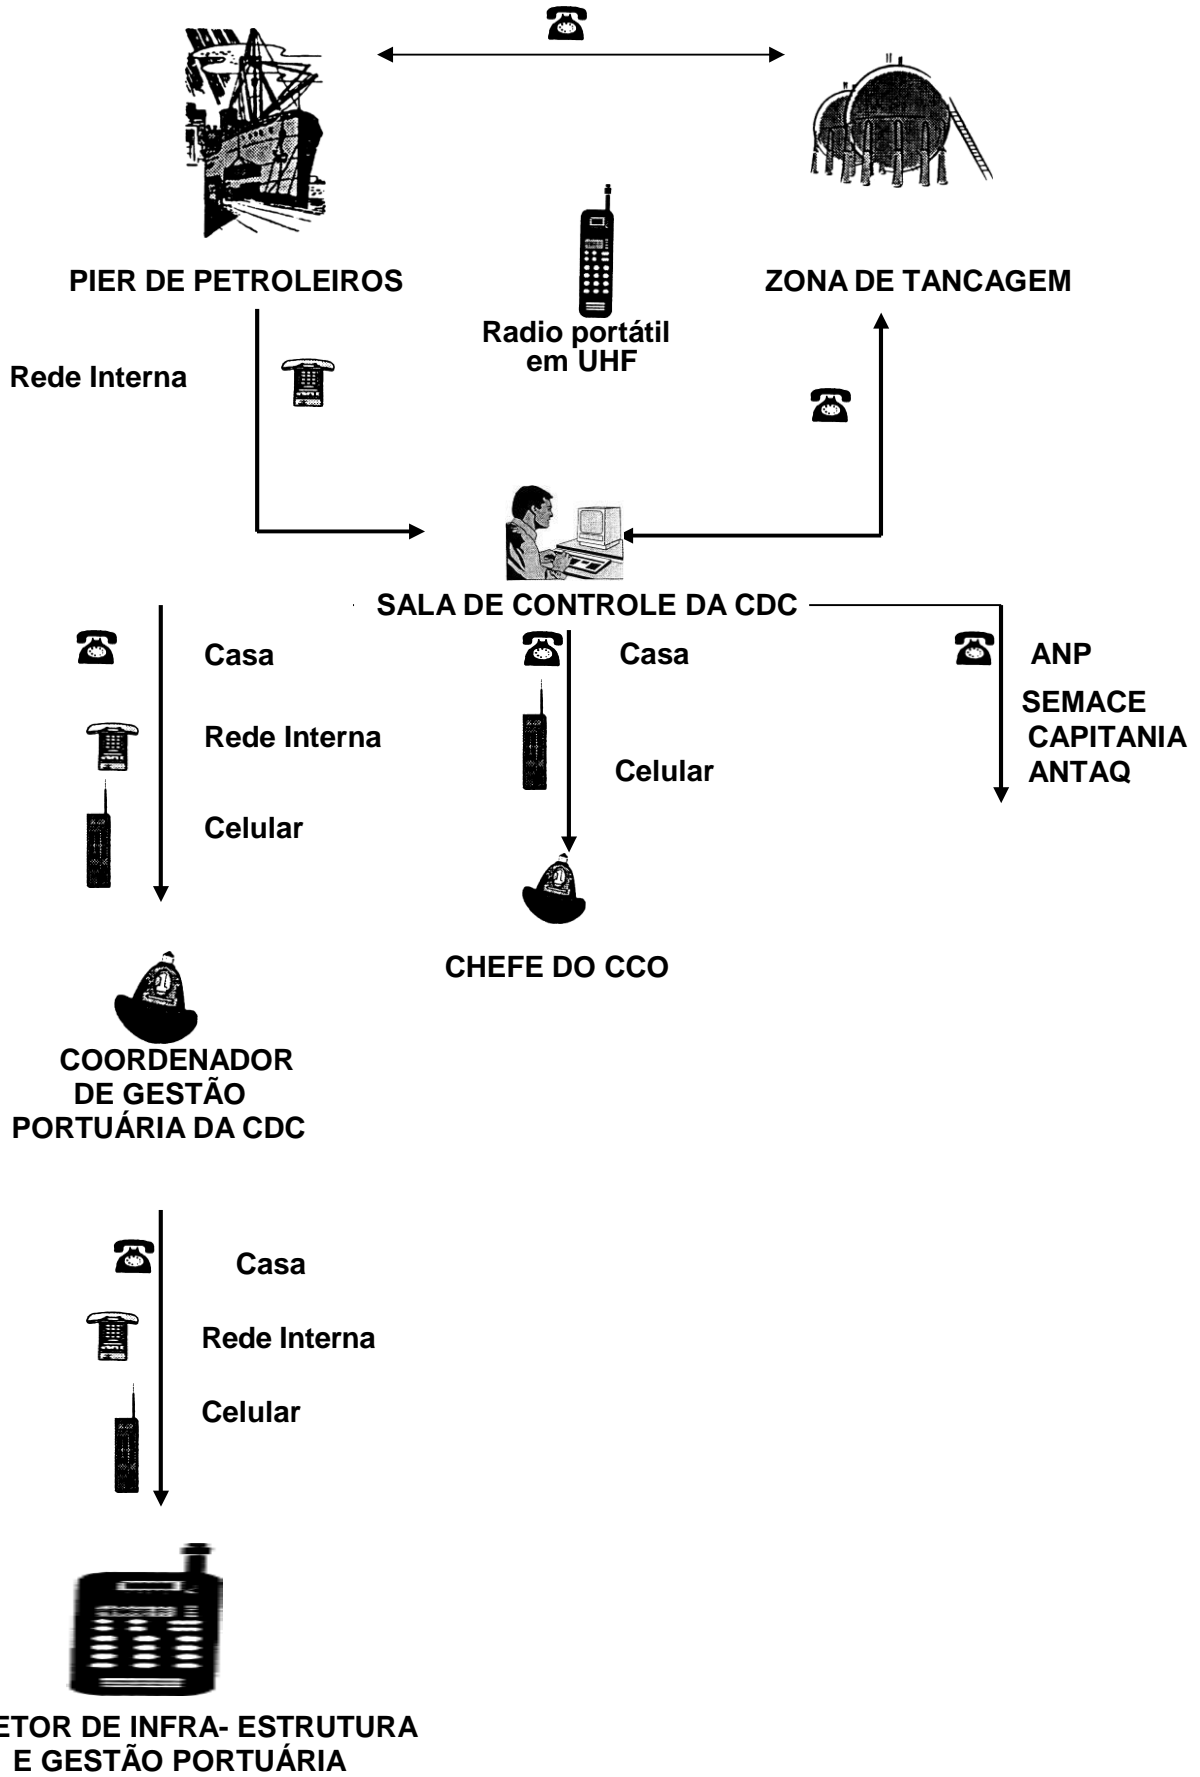 PIER DE PETROLEIROS
ZONA DE TANCAGEM
Radio portátil
em UHF
Rede Interna
SALA DE CONTROLE DA CDC
Casa
Rede Interna
Celular
Casa
Celular
ANP
SEMACE
CAPITANIA
ANTAQ
CHEFE DO CCO
COORDENADOR
DE GESTÃO
PORTUÁRIA DA CDC
Casa
Rede Interna
Celular
ETOR DE INFRA- ESTRUTURA
E GESTÃO PORTUÁRIA